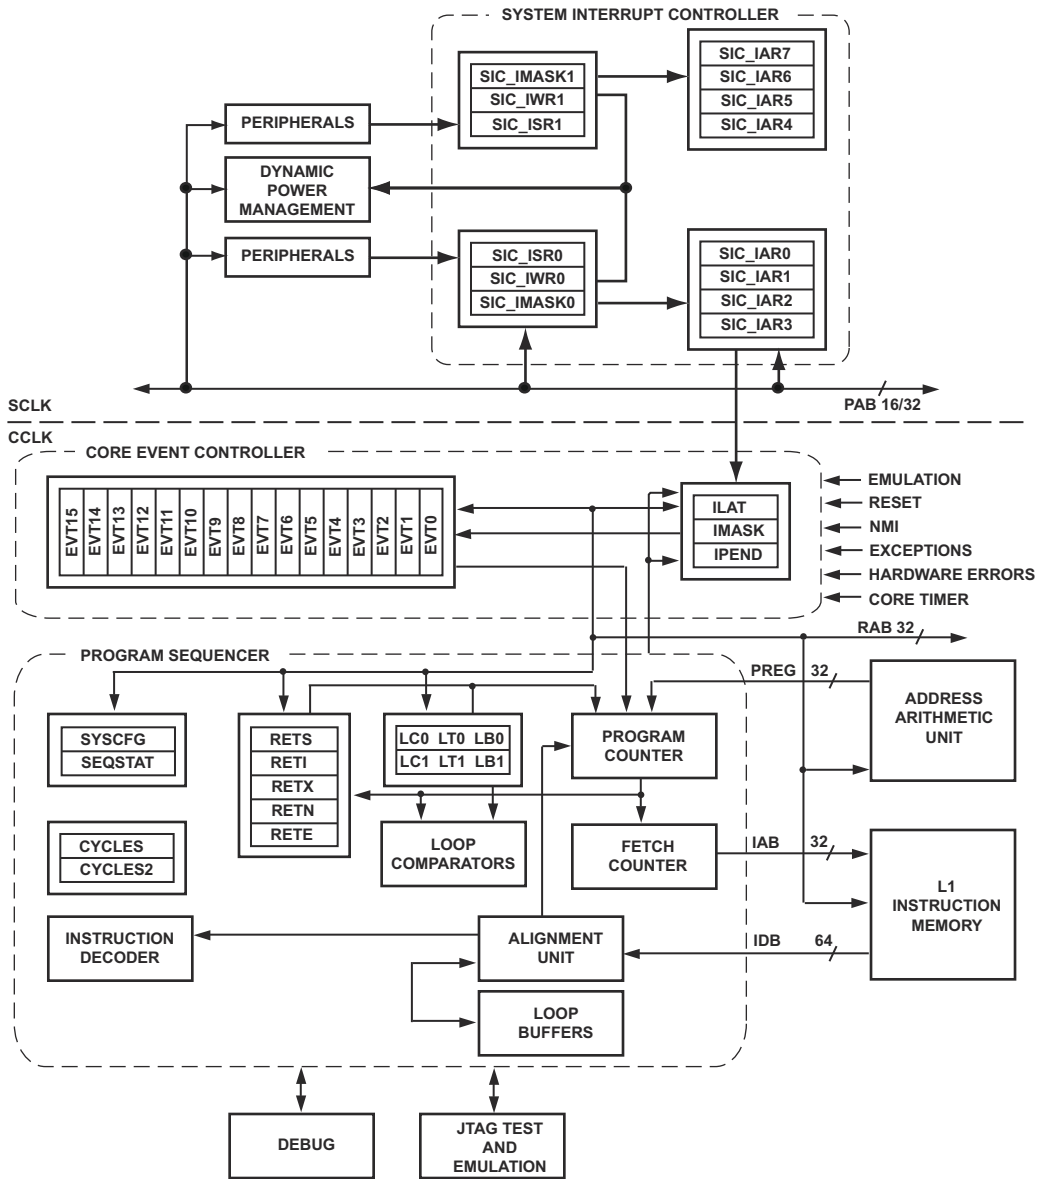 SYSTEM INTERRUPT CONTROLLER
SIC_IMASK1
SIC_IWR1
SIC_ISR1
SIC_IAR7
SIC_IAR6
SIC_IAR5
SIC_IAR4
PERIPHERALS
DYNAMIC
POWER
MANAGEMENT
PERIPHERALS
SIC_ISR0
SIC_IWR0
SIC_IMASK0
SIC_IAR0
SIC_IAR1
SIC_IAR2
SIC_IAR3
SCLK
PAB 16/32
CCLK
CORE EVENT CONTROLLER
EVT15
EVT14
EVT13
EVT12
EVT11
EVT10
EVT9
EVT8
EVT7
EVT6
EVT5
EVT4
EVT3
EVT2
EVT1
EVT0
ILAT
IMASK
IPEND
EMULATION
RESET
NMI
EXCEPTIONS
HARDWARE ERRORS
CORE TIMER
RAB 32
PROGRAM SEQUENCER
PREG 32
ADDRESS
ARITHMETIC
UNIT
SYSCFG
SEQSTAT
RETS
RETI
RETX
RETN
RETE
LC0 LT0 LB0
LC1 LT1 LB1
PROGRAM
COUNTER
CYCLES
CYCLES2
LOOP
COMPARATORS
FETCH
COUNTER
IAB 32
L1
INSTRUCTION
MEMORY
INSTRUCTION
DECODER
ALIGNMENT
UNIT
IDB 64
LOOP
BUFFERS
DEBUG
JTAG TEST
AND
EMULATION